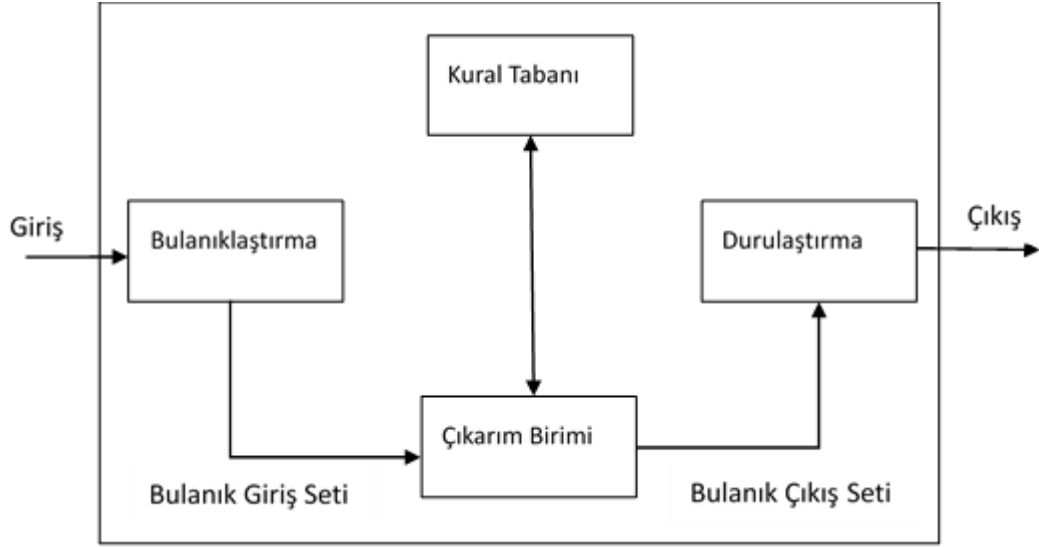 Kural Tabanı
Giriş
Bulanıklaştırma
Durulaştırma
Çıkış
Çıkarım Birimi
Bulanık Giriş Seti
Bulanık Çıkış Seti